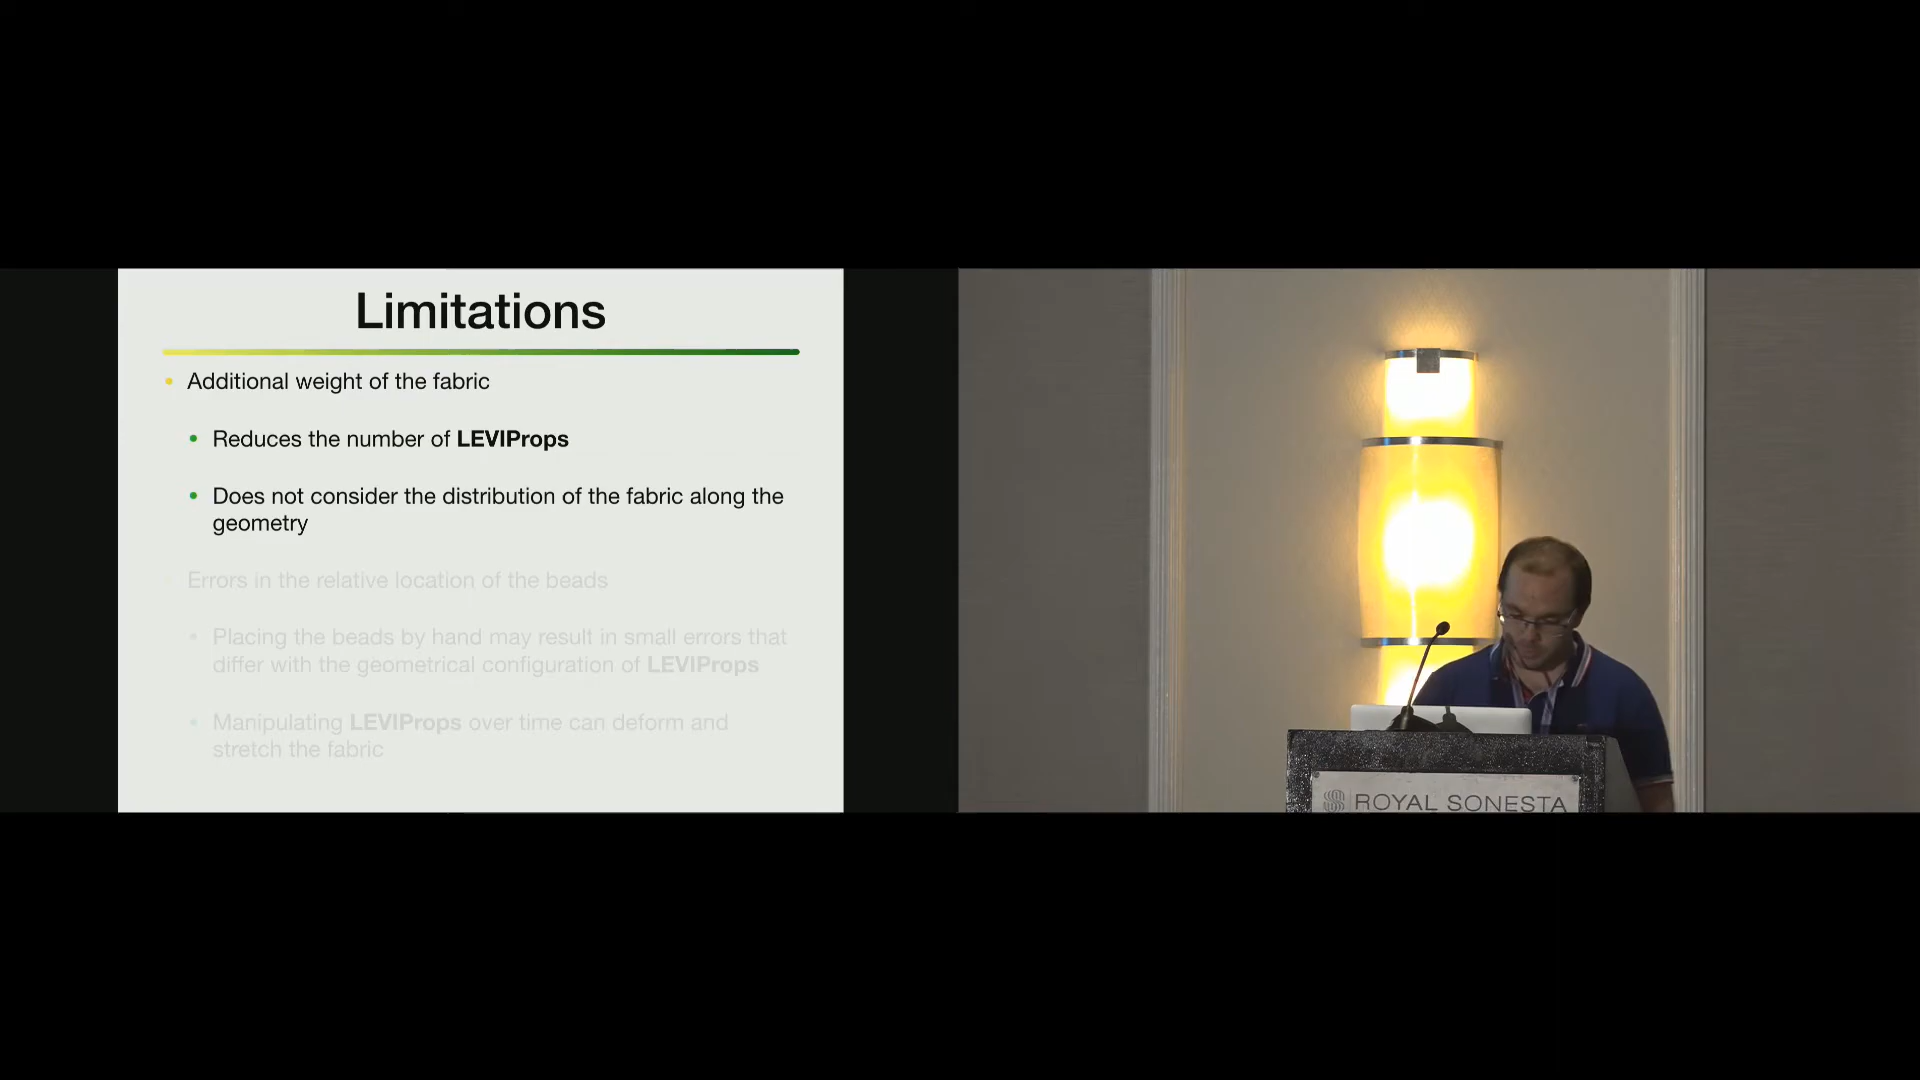 Limitations
Additional weight of the fabric
Reduces the number of LEVIProps
Does not consider the distribution of the fabric along the
geometry
Errors in the relative location of the beads
Placing the beads by hand may result in small errors that
differ with the geometrical configuration of LEVIProps
Manipulating LEVIProps over time can deform and
stretch the fabric
ROYAL SONESTA